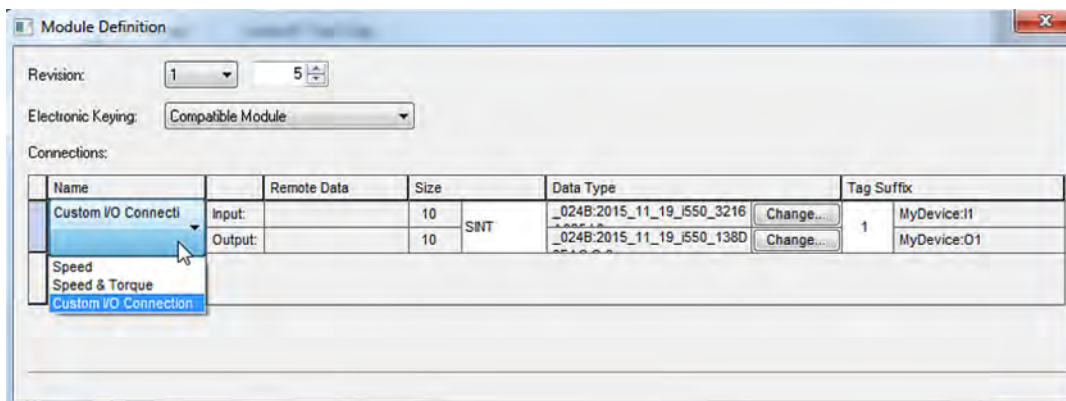 Module Definition
Revision: 1 5
Electronic Keying: Compatible Module
Connections:
Name Remote Data Size Data Type Tag Suffix
Custom I/O Connecti Input: 10 SINT _024B:2015_11_19_i550_3216 Change... 1 MyDevice:I1
Output: 10 _024B:2015_11_19_i550_138D Change... MyDevice:O1
Speed
Speed & Torque
Custom I/O Connection